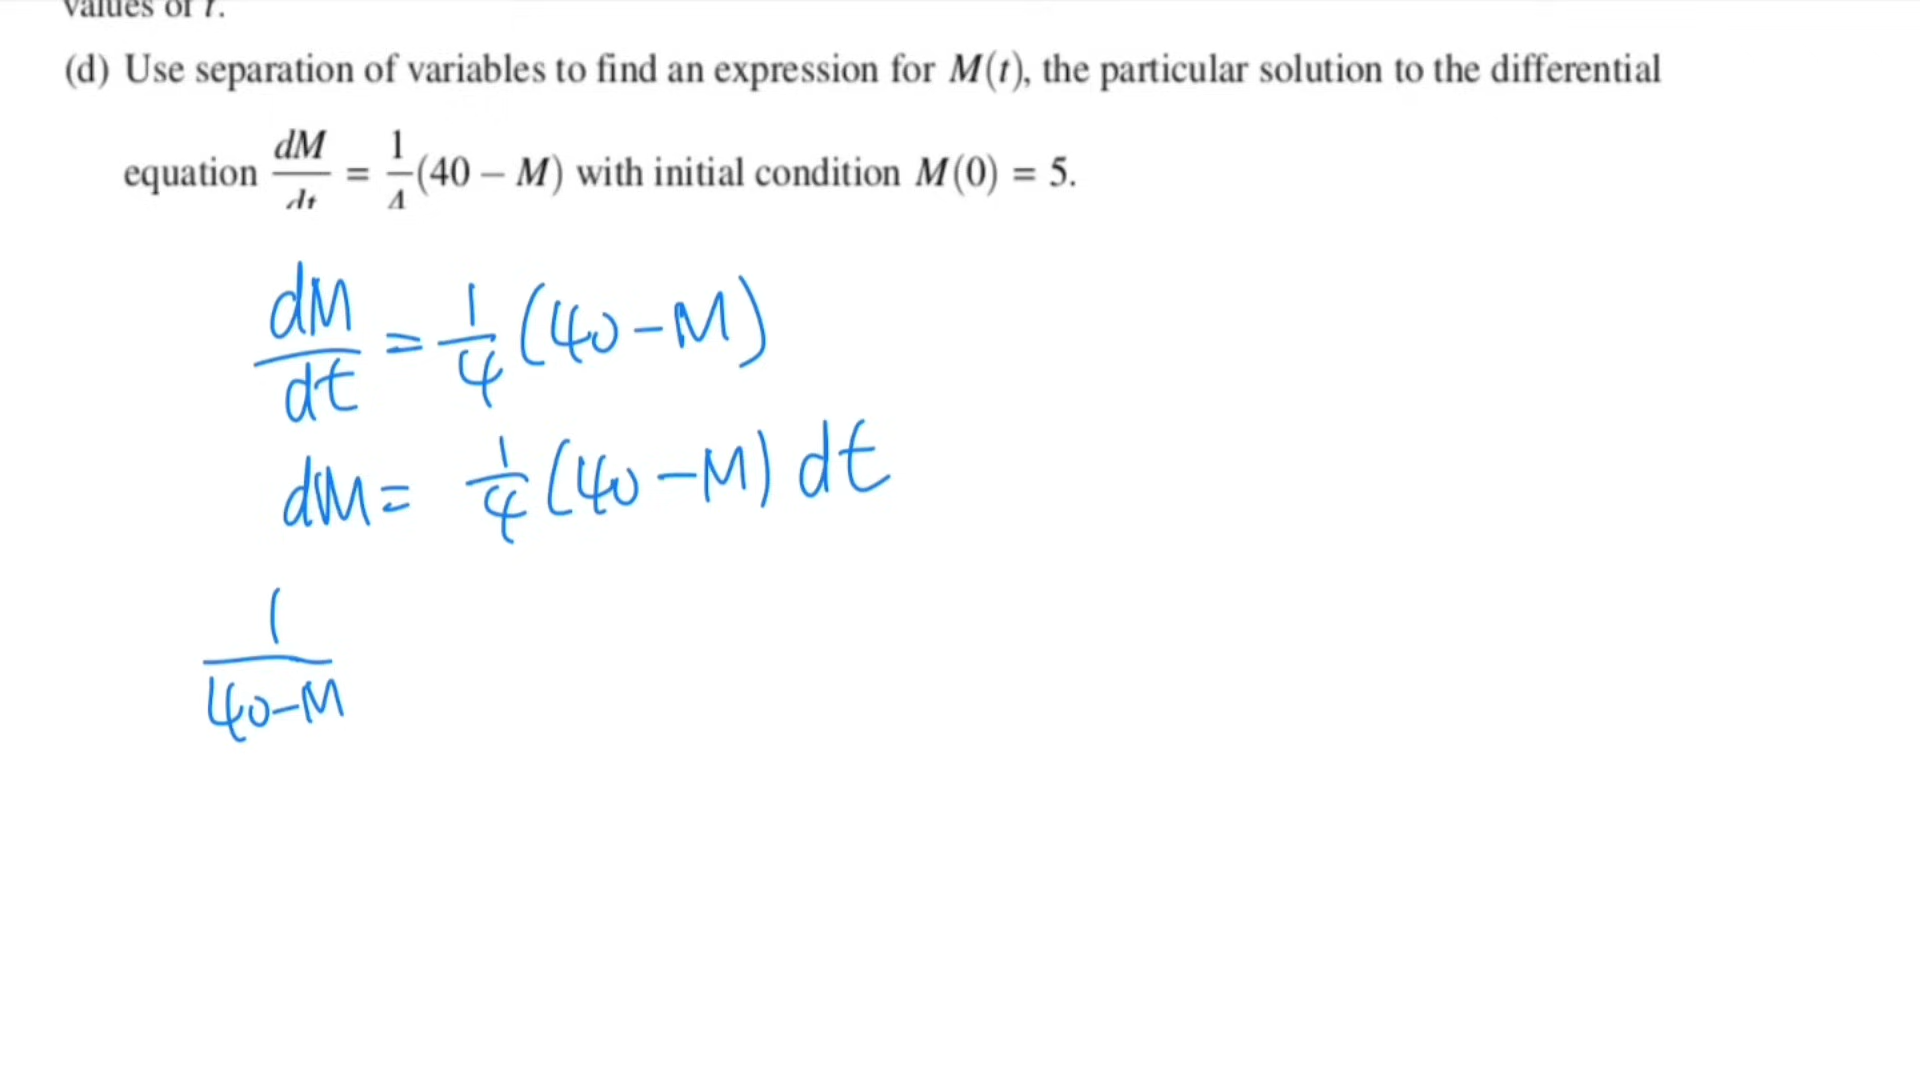 values of t.
(d) Use separation of variables to find an expression for M(t), the particular solution to the differential
equation dM/dt = 1/4(40 – M) with initial condition M(0) = 5.
dM/dt = 1/4 (40-M)
dM = 1/4 (40-M) dt
1/40-M